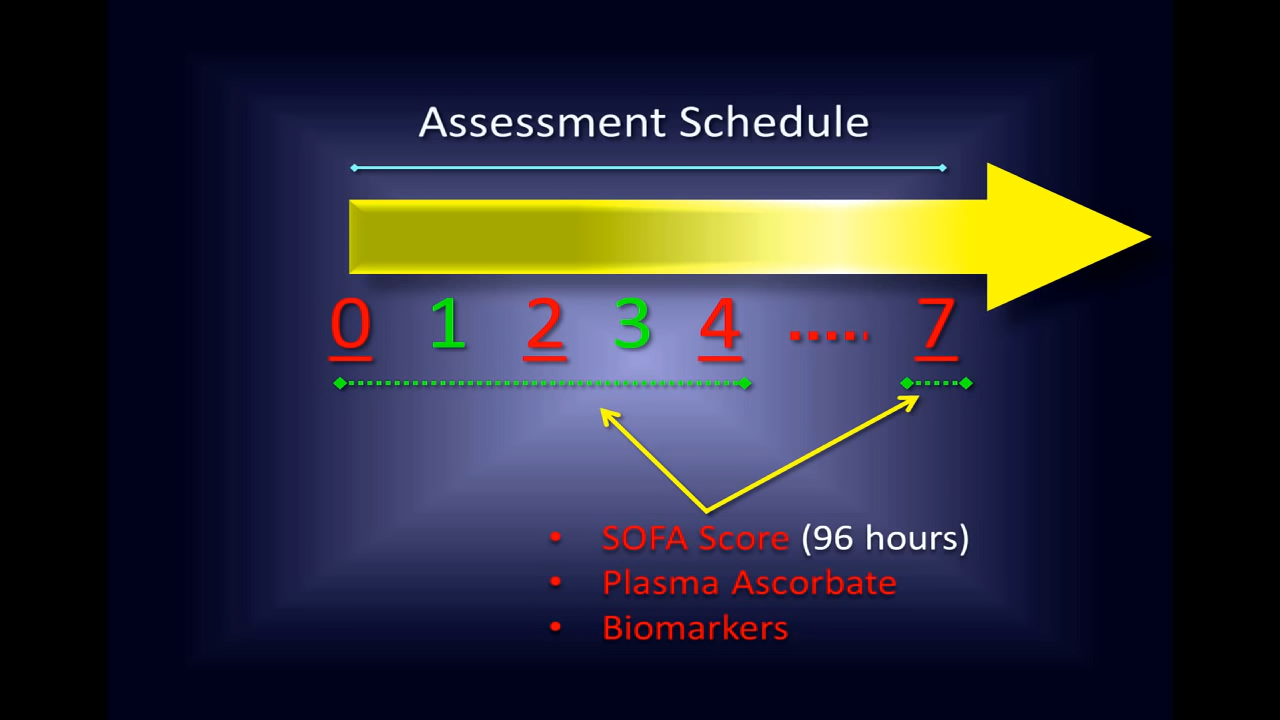 Assessment Schedule
0 1 2 3 4 ..... 7
• SOFA Score (96 hours)
• Plasma Ascorbate
• Biomarkers